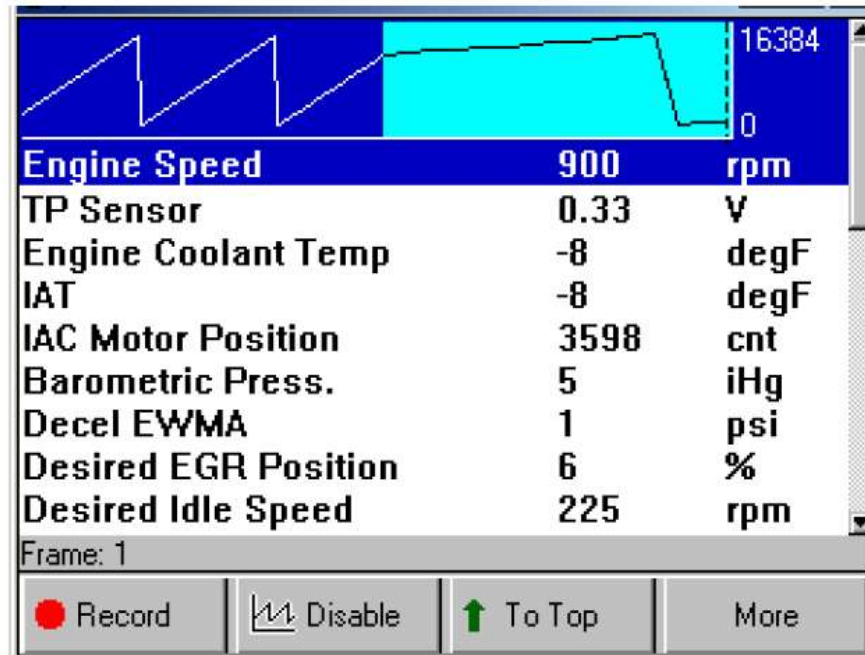 16384
0
Engine Speed 900 rpm
TP Sensor 0.33 V
Engine Coolant Temp -8 degF
IAT -8 degF
IAC Motor Position 3598 cnt
Barometric Press. 5 iHg
Decel EWMA 1 psi
Desired EGR Position 6 %
Desired Idle Speed 225 rpm
Frame: 1
Record Disable To Top More